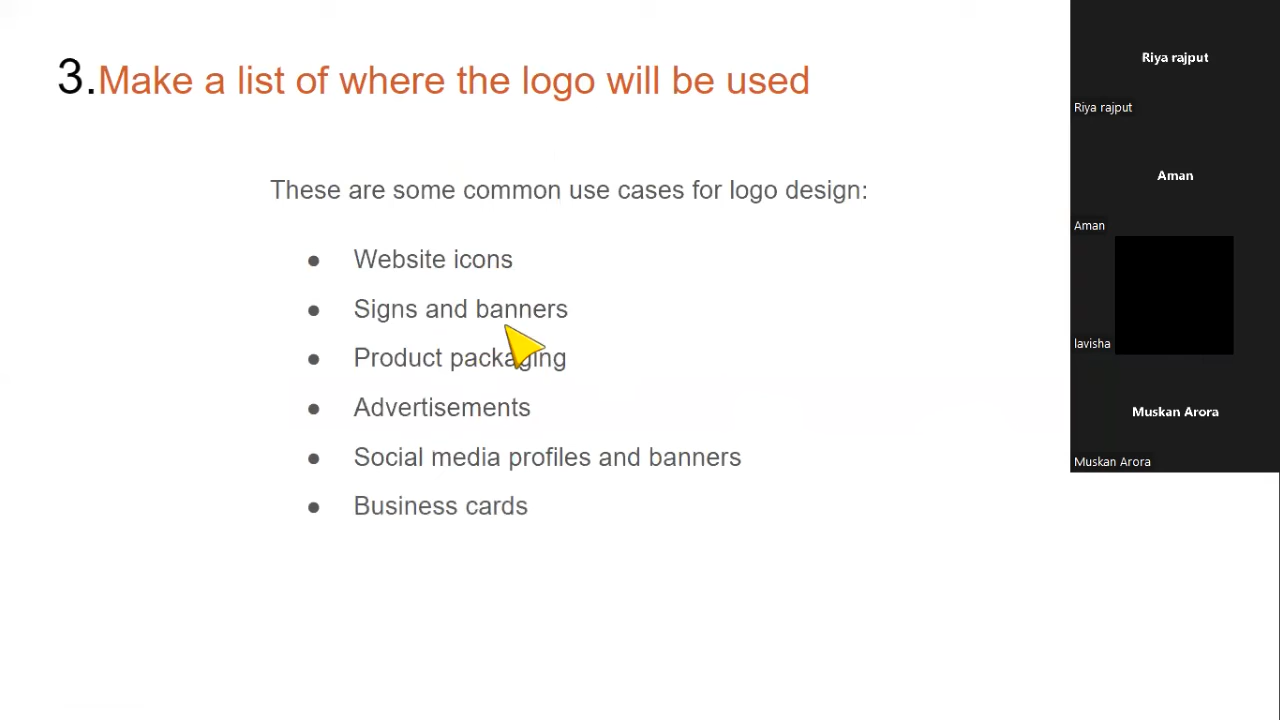 3.Make a list of where the logo will be used
These are some common use cases for logo design:
● Website icons
● Signs and banners
● Product packaging
● Advertisements
● Social media profiles and banners
● Business cards
Riya rajput
Riya rajput
Aman
Aman
lavisha
Muskan Arora
Muskan Arora